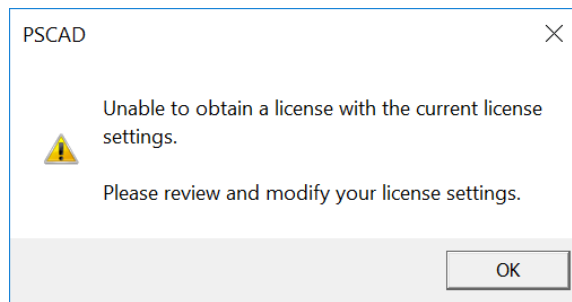 PSCAD
Unable to obtain a license with the current license
settings.
Please review and modify your license settings.
OK